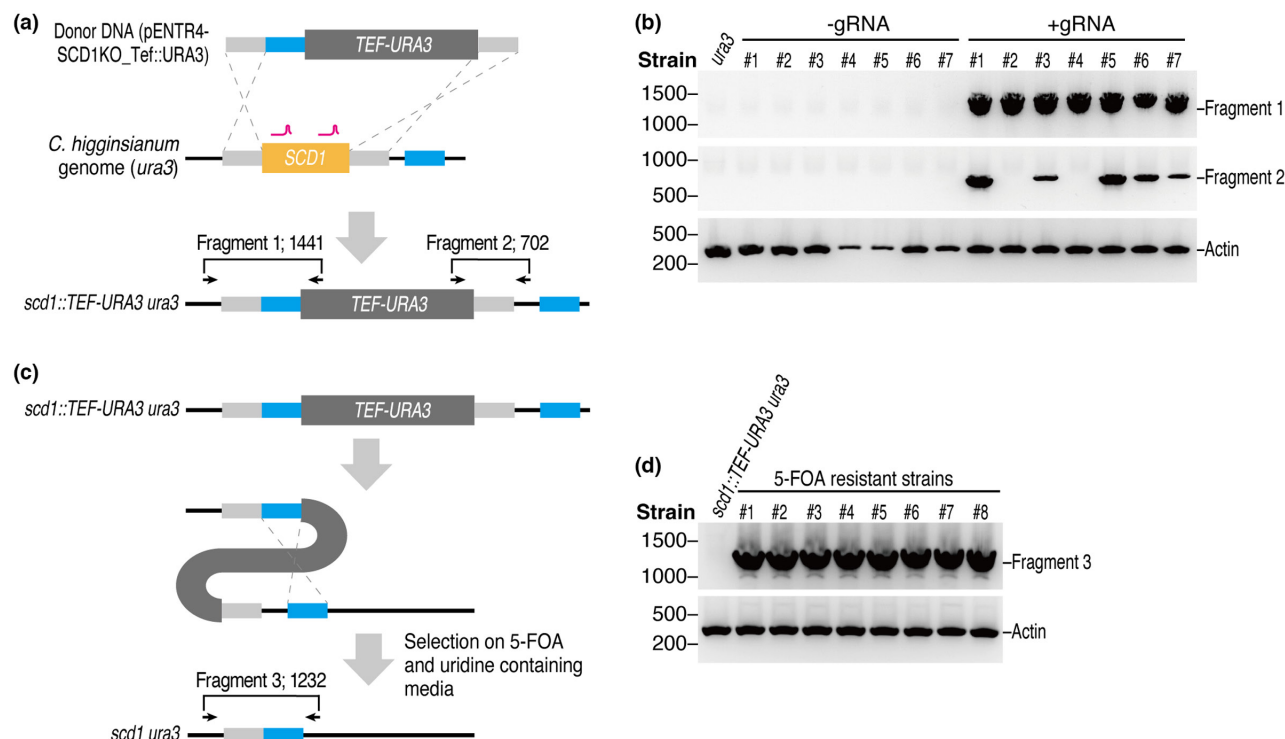 (a)
Donor DNA (pENTR4-
SCD1KO_Tef::URA3)
TEF-URA3
C. higginsianum
genome (ura3)
SCD1
Fragment 1; 1441
Fragment 2; 702
scd1::TEF-URA3 ura3
TEF-URA3
(b)
ura3
-gRNA
+gRNA
Strain
#1 #2 #3 #4 #5 #6 #7 #1 #2 #3 #4 #5 #6 #7
1500
1000
Fragment 1
1000
500
Fragment 2
500
200
Actin
(c)
scd1::TEF-URA3 ura3
TEF-URA3
Selection on 5-FOA
and uridine containing
media
Fragment 3; 1232
scd1 ura3
(d)
scd1::TEF-URA3 ura3
5-FOA resistant strains
Strain
#1 #2 #3 #4 #5 #6 #7 #8
1500
1000
Fragment 3
500
200
Actin